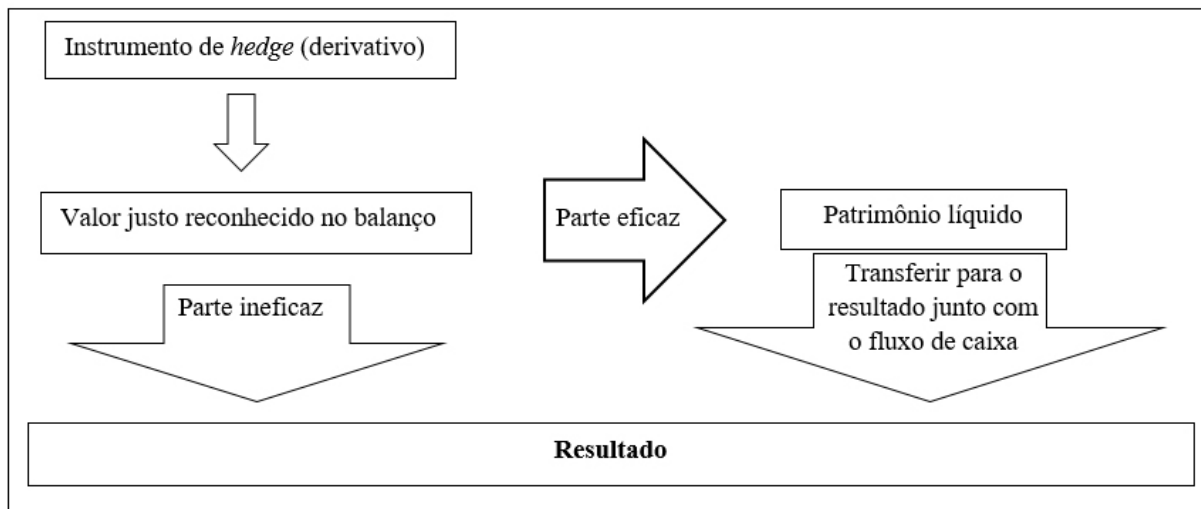 Instrumento de hedge (derivativo)
Valor justo reconhecido no balanço
Parte eficaz
Patrimônio líquido
Parte ineficaz
Transferir para o
resultado junto com
o fluxo de caixa
Resultado